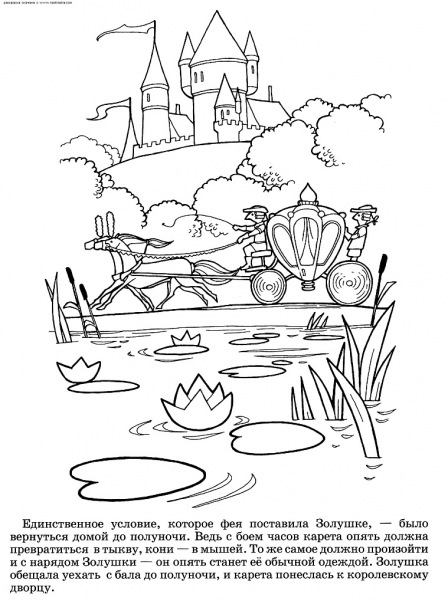 Единственное условие, которое фея поставила Золушке, — было
вернуться домой до полуночи. Ведь с боем часов карета опять должна
превратиться в тыкву, кони — в мышей. То же самое должно произойти
и с нарядом Золушки — он опять станет её обычной одеждой. Золушка
обещала уехать с бала до полуночи, и карета понеслась к королевскому
дворцу.